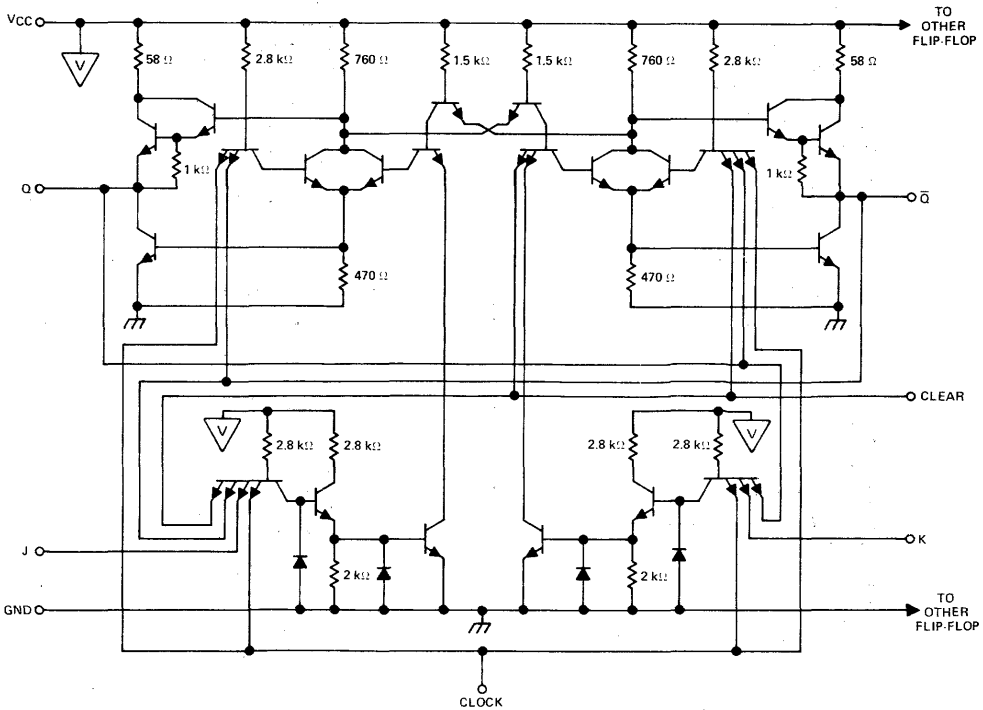 VCC
TO
OTHER
FLIP-FLOP
V
58 Ω
2.8 kΩ
760 Ω
1.5 kΩ
1.5 kΩ
760 Ω
2.8 kΩ
58 Ω
1 kΩ
1 kΩ
Q
Q̅
470 Ω
470 Ω
CLEAR
V
2.8 kΩ
2.8 kΩ
2.8 kΩ
2.8 kΩ
V
J
K
2 kΩ
2 kΩ
GND
TO
OTHER
FLIP-FLOP
CLOCK